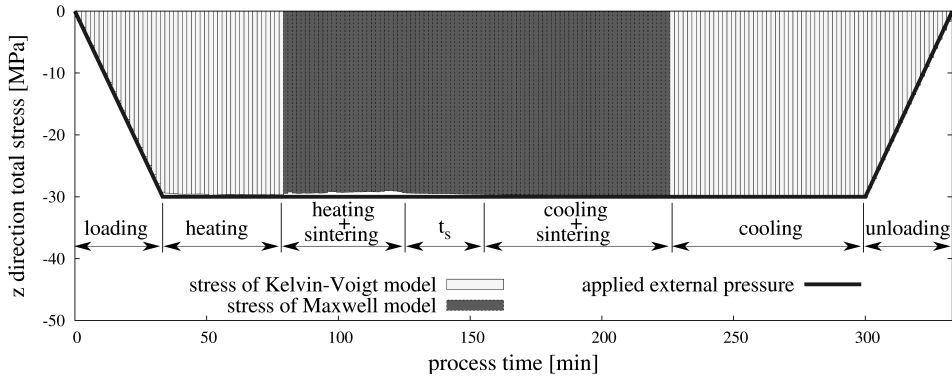 z direction total stress [MPa]
0
-10
-20
-30
-40
-50
loading
heating
heating
+
sintering
t_s
cooling
+
sintering
cooling
unloading
stress of Kelvin-Voigt model
stress of Maxwell model
applied external pressure
0 50 100 150 200 250 300
process time [min]